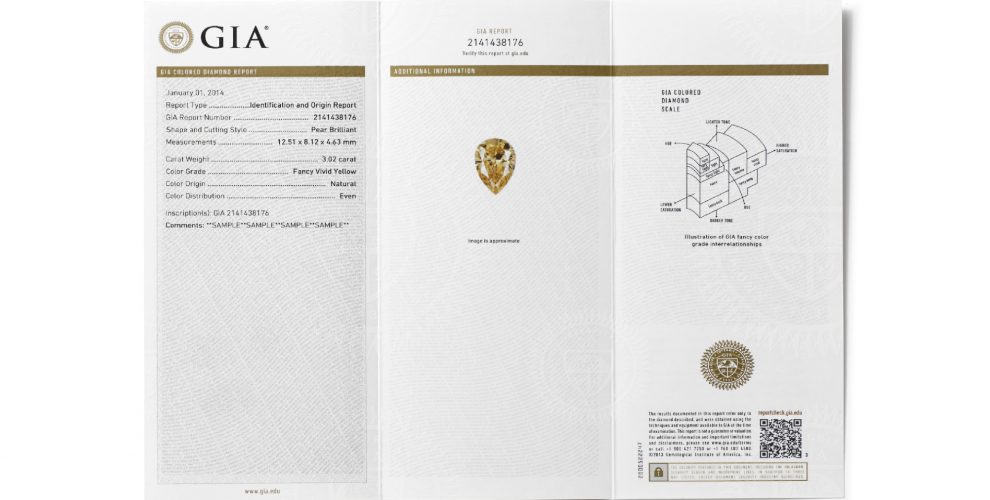 GIA®
GIA COLORED DIAMOND REPORT
January 01, 2014
Report Type ..................Identification and Origin Report
GIA Report Number .................................. 2141438176
Shape and Cutting Style .......................... Pear Brilliant
Measurements ........................ 12.51 x 8.12 x 4.63 mm
Carat Weight ................................................ 3.02 carat
Color Grade .................................... Fancy Vivid Yellow
Color Origin .................................................... Natural
Color Distribution .............................................. Even
Inscription(s): GIA 2141438176
Comments: **SAMPLE**SAMPLE**SAMPLE**SAMPLE**
www.gia.edu
GIA REPORT
2141438176
Verify this report at gia.edu
ADDITIONAL INFORMATION
Image is approximate
GIA COLORED
DIAMOND
SCALE
LIGHTER TONE
HUE
HIGHER
SATURATION
LOWER
SATURATION
HUE
DARKER TONE
Illustration of GIA fancy color
grade interrelationships
GIA
The results documented in this report refer only to
the diamond described, and were obtained using the
techniques and equipment available to GIA at the time
of examination. This report is not a guarantee or valuation.
For additional information and important limitations
and disclaimers, please see www.gia.edu/terms
or call +1 800 421 7250 or +1 760 603 4500.
©2013 Gemological Institute of America, Inc.
reportcheck.gia.edu